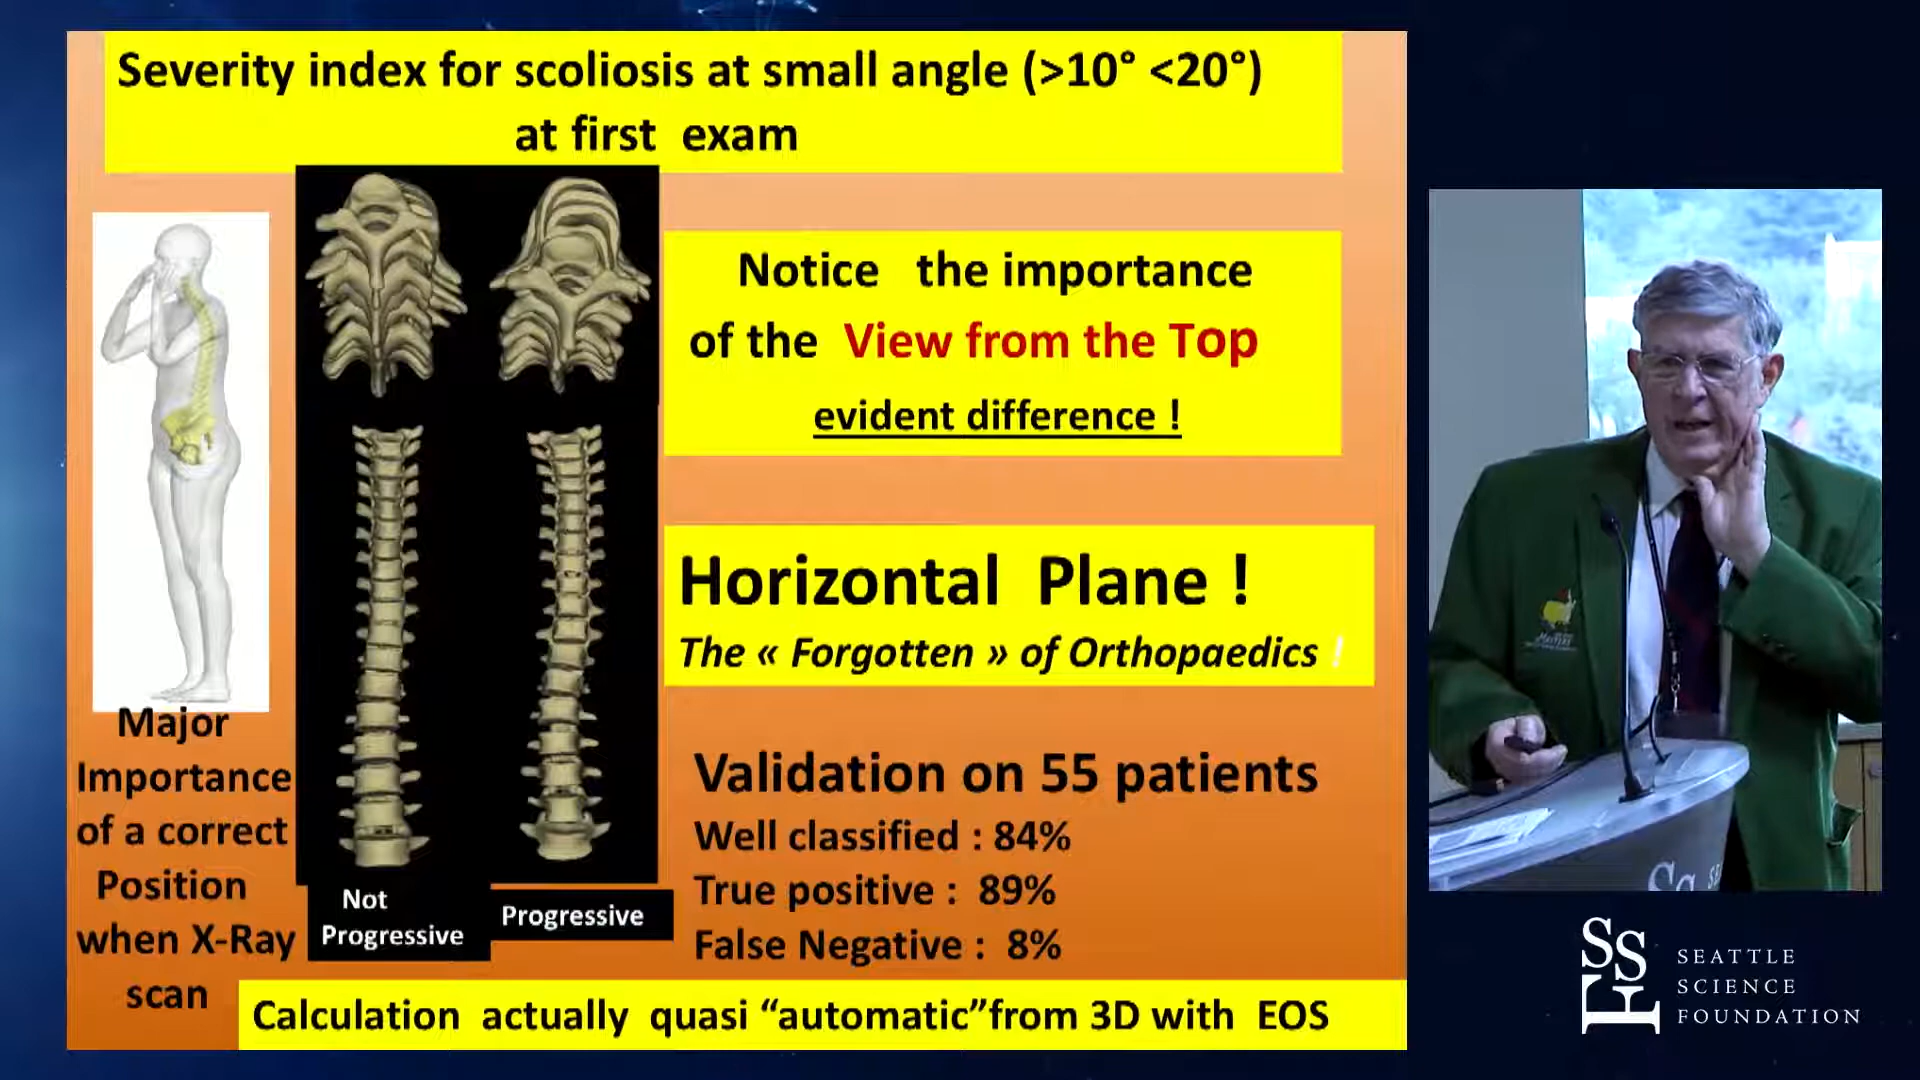 Severity index for scoliosis at small angle (>10° <20°)
at first exam
Notice the importance
of the View from the Top
evident difference !
Horizontal Plane !
The « Forgotten » of Orthopaedics !
Major
Importance
of a correct
Position
when X-Ray
scan
Not
Progressive
Progressive
Validation on 55 patients
Well classified : 84%
True positive : 89%
False Negative : 8%
Calculation actually quasi “automatic”from 3D with EOS
SSF
SEATTLE
SCIENCE
FOUNDATION